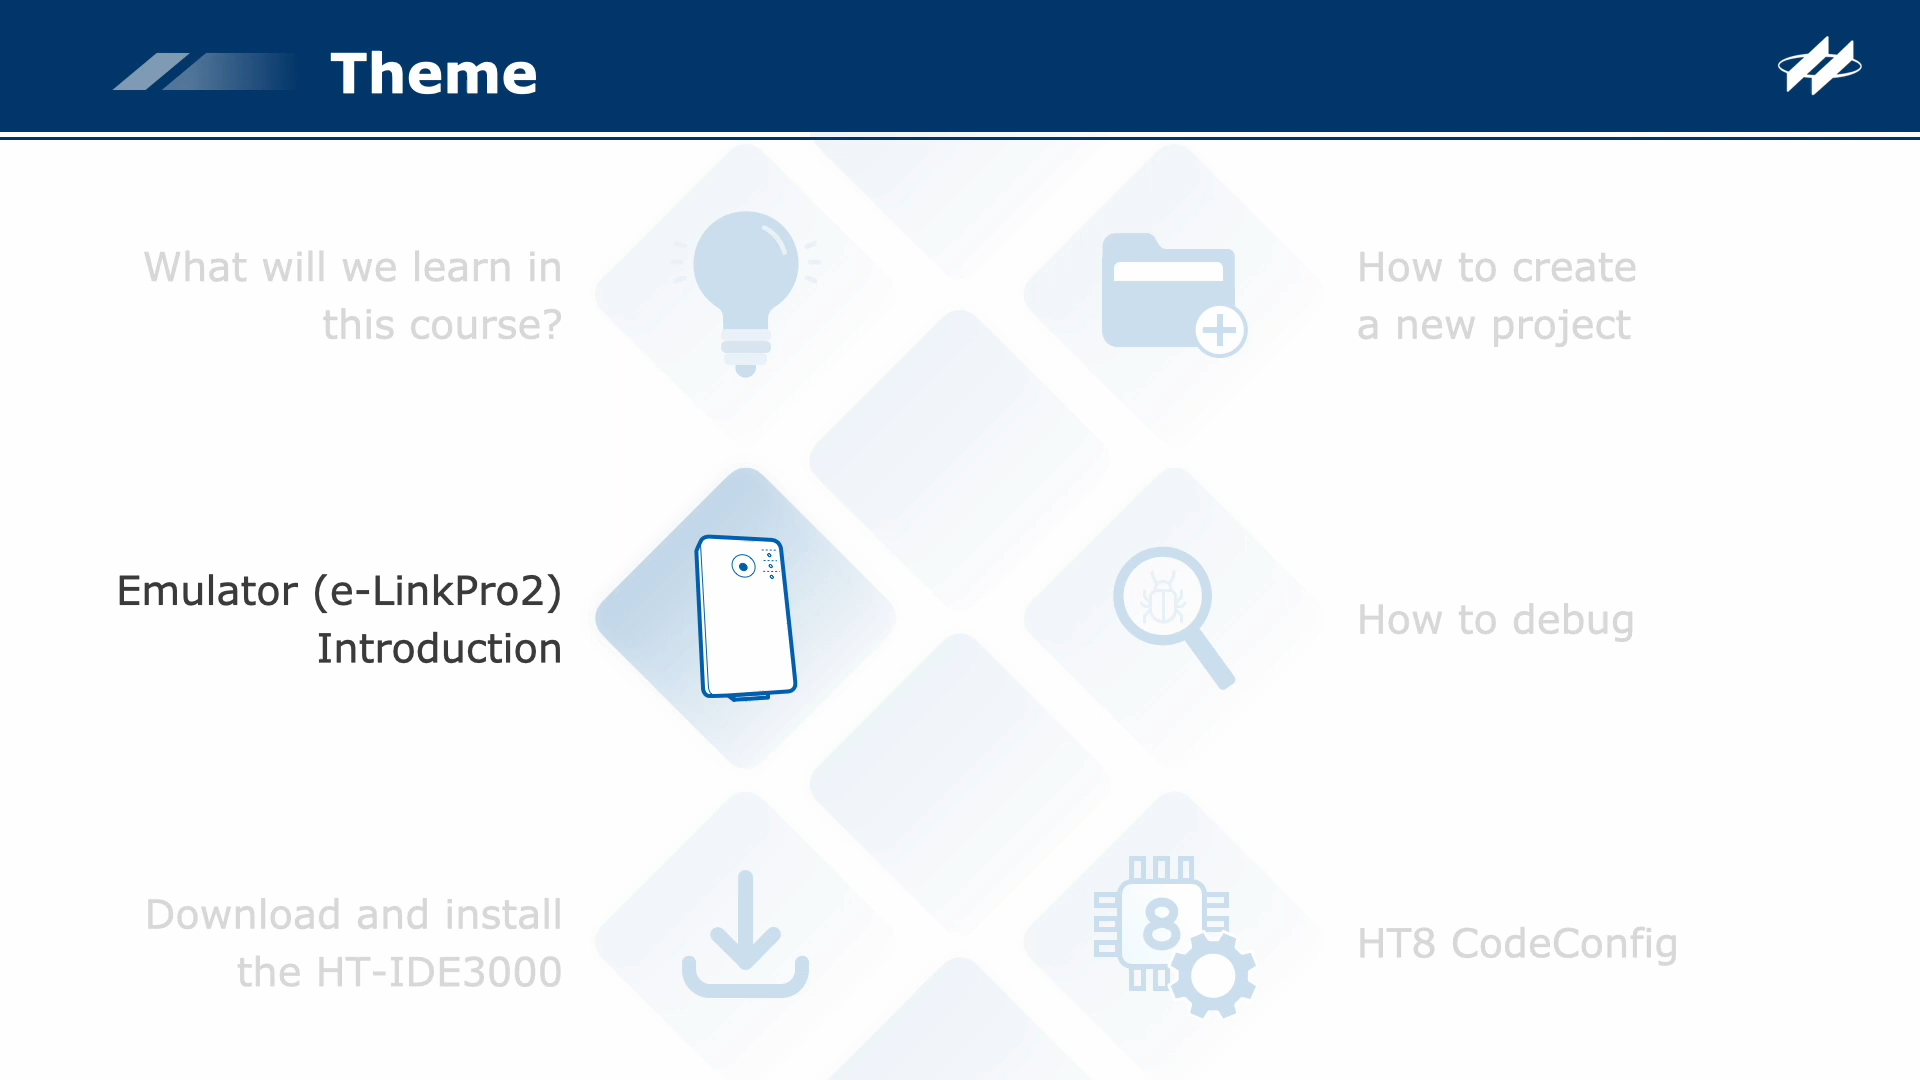 Theme
What will we learn in
this course?
Emulator (e-LinkPro2)
Introduction
Download and install
the HT-IDE3000
How to create
a new project
How to debug
8
HT8 CodeConfig